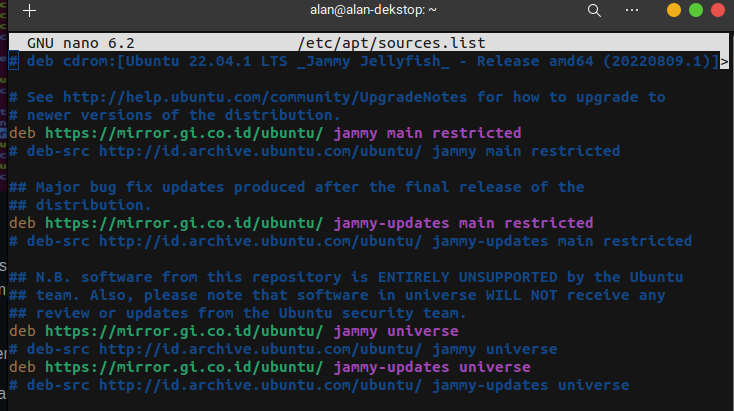 alan@alan-dekstop: ~
GNU nano 6.2 /etc/apt/sources.list
# deb cdrom:[Ubuntu 22.04.1 LTS _Jammy Jellyfish_ - Release amd64 (20220809.1)]>
# See http://help.ubuntu.com/community/UpgradeNotes for how to upgrade to
# newer versions of the distribution.
deb https://mirror.gi.co.id/ubuntu/ jammy main restricted
# deb-src http://id.archive.ubuntu.com/ubuntu/ jammy main restricted
## Major bug fix updates produced after the final release of the
## distribution.
deb https://mirror.gi.co.id/ubuntu/ jammy-updates main restricted
# deb-src http://id.archive.ubuntu.com/ubuntu/ jammy-updates main restricted
## N.B. software from this repository is ENTIRELY UNSUPPORTED by the Ubuntu
## team. Also, please note that software in universe WILL NOT receive any
## review or updates from the Ubuntu security team.
deb https://mirror.gi.co.id/ubuntu/ jammy universe
# deb-src http://id.archive.ubuntu.com/ubuntu/ jammy universe
deb https://mirror.gi.co.id/ubuntu/ jammy-updates universe
# deb-src http://id.archive.ubuntu.com/ubuntu/ jammy-updates universe